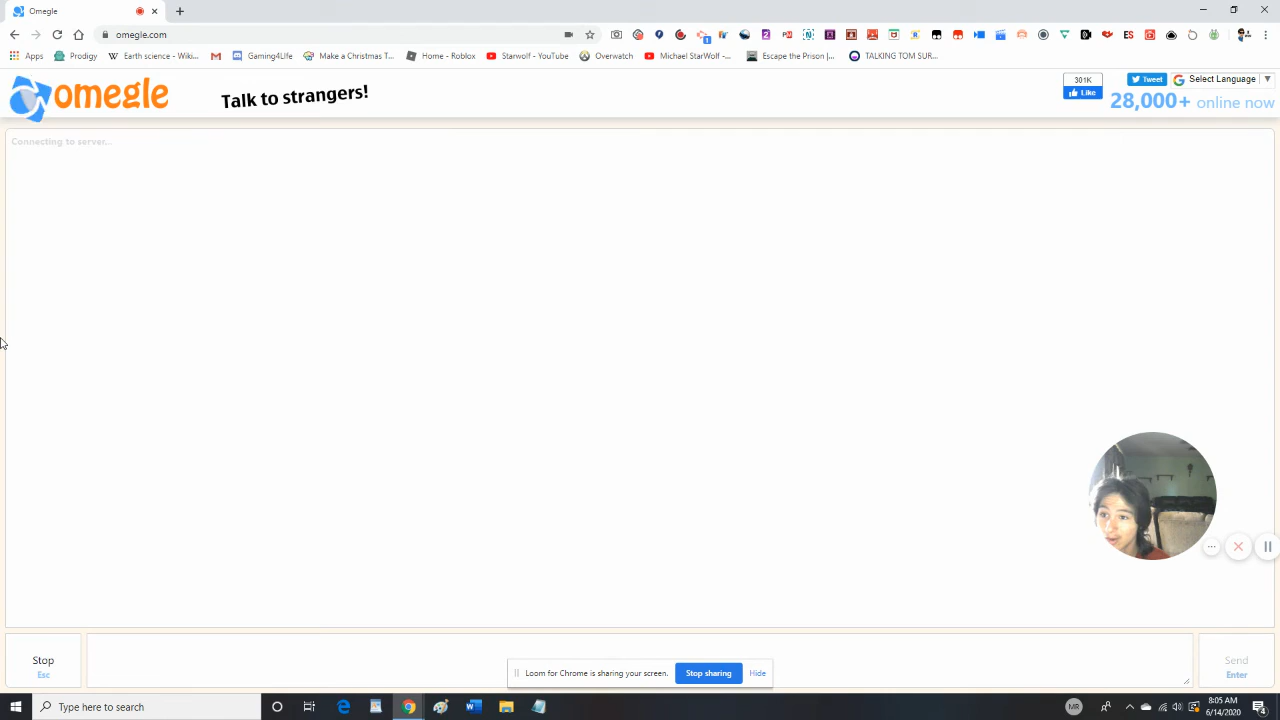 Omegle
omegle.com
Apps Prodigy Earth science - Wiki... Gaming4Life Make a Christmas T... Home - Roblox Starwolf - YouTube Overwatch Michael StarWolf -... Escape the Prison |... TALKING TOM SUR...
omegle Talk to strangers!
301K
Like
Tweet
Select Language
28,000+ online now
Connecting to server...
Stop
Esc
Loom for Chrome is sharing your screen. Stop sharing Hide
Send
Enter
Type here to search
MR
8:05 AM
6/14/2020